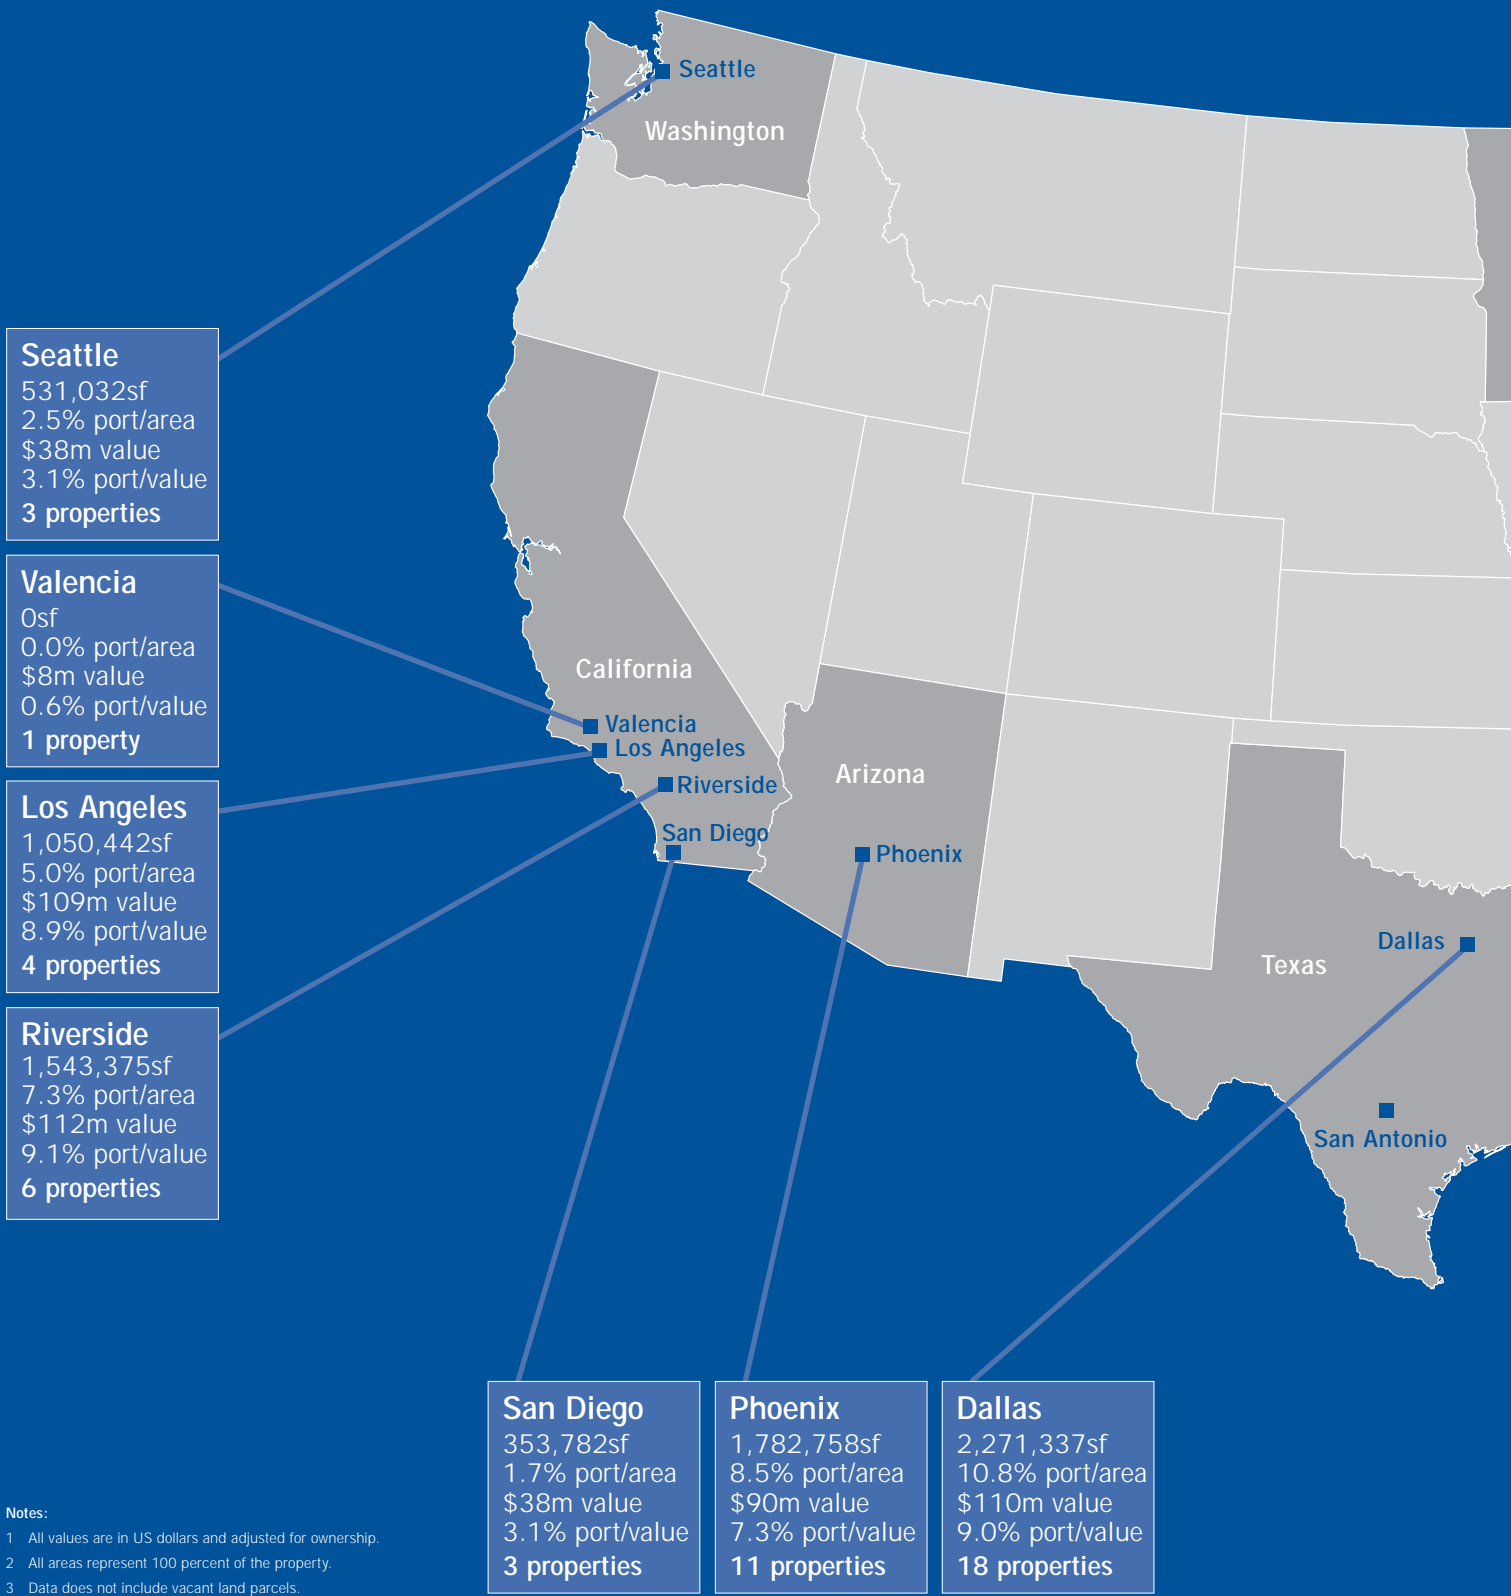 Seattle
Washington
Seattle
531,032sf
2.5% port/area
$38m value
3.1% port/value
3 properties
Valencia
0sf
0.0% port/area
$8m value
0.6% port/value
1 property
California
Valencia
Los Angeles
Riverside
San Diego
Arizona
Phoenix
Los Angeles
1,050,442sf
5.0% port/area
$109m value
8.9% port/value
4 properties
Dallas
Texas
San Antonio
Riverside
1,543,375sf
7.3% port/area
$112m value
9.1% port/value
6 properties
San Diego
353,782sf
1.7% port/area
$38m value
3.1% port/value
3 properties
Phoenix
1,782,758sf
8.5% port/area
$90m value
7.3% port/value
11 properties
Dallas
2,271,337sf
10.8% port/area
$110m value
9.0% port/value
18 properties
Notes:
1 All values are in US dollars and adjusted for ownership.
2 All areas represent 100 percent of the property.
3 Data does not include vacant land parcels.